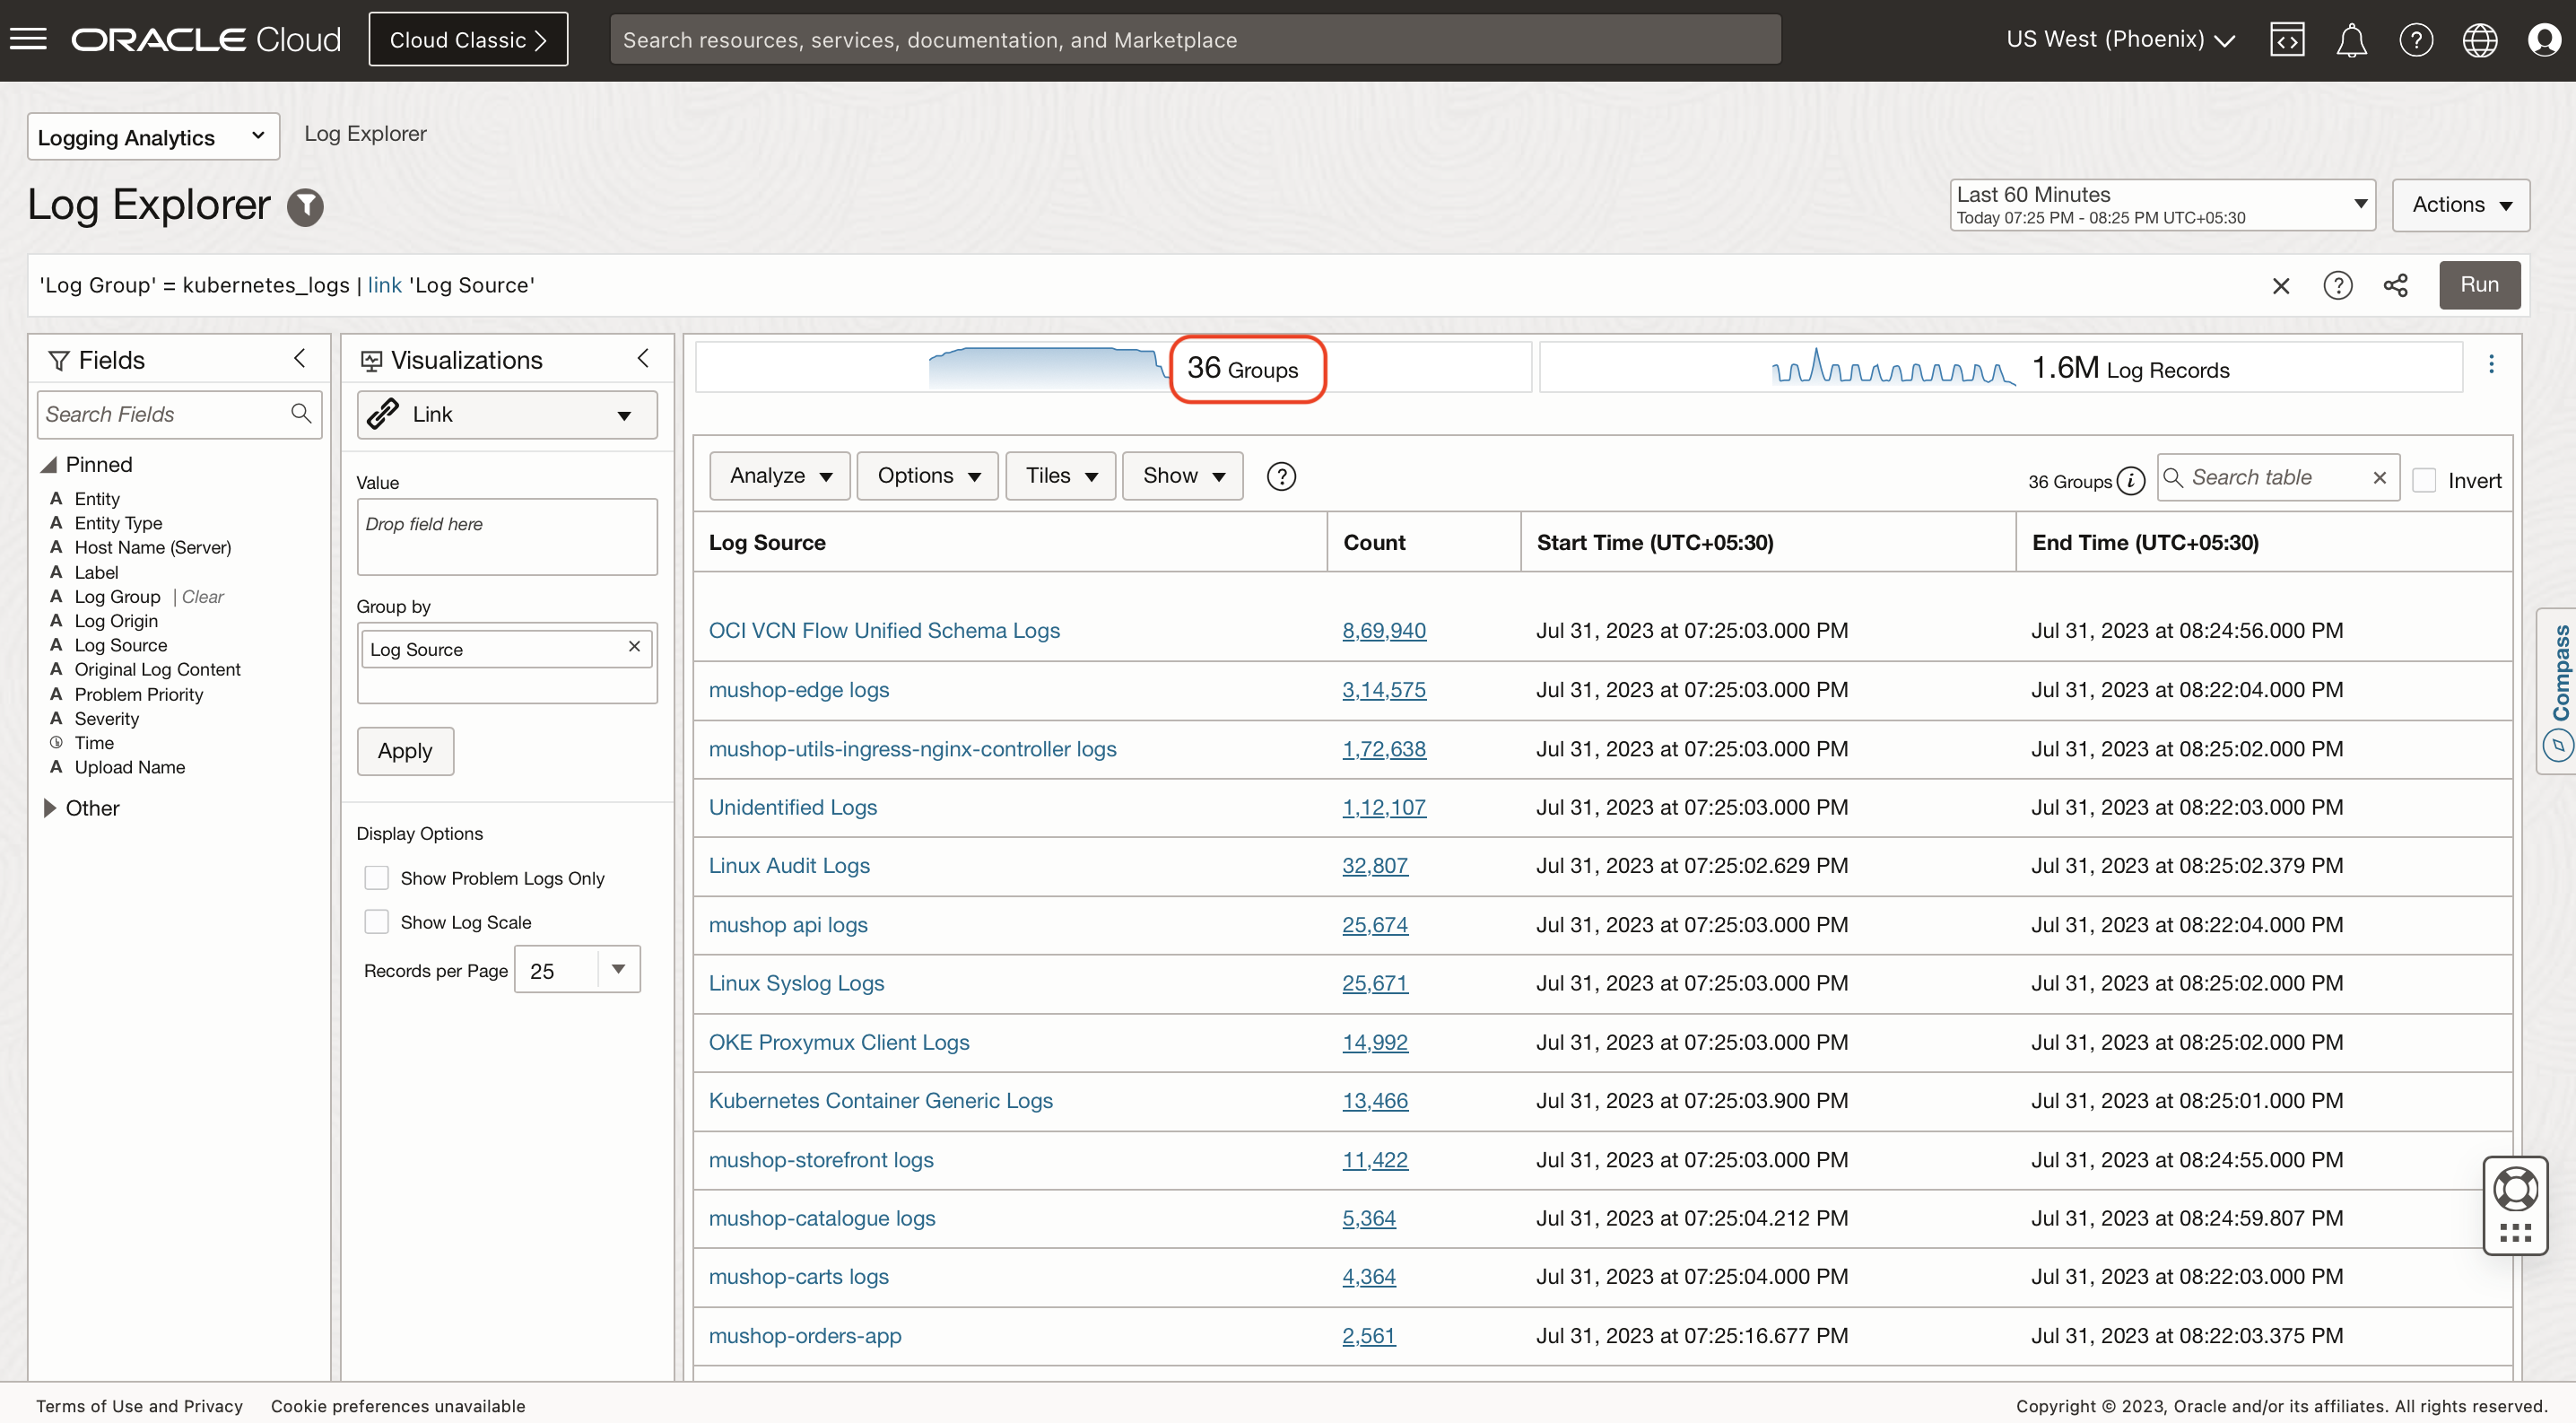 ORACLE Cloud
Cloud Classic
Search resources, services, documentation, and Marketplace
US West (Phoenix)
Logging Analytics
Log Explorer
Log Explorer
Last 60 Minutes
Today 07:25 PM - 08:25 PM UTC+05:30
Actions
'Log Group' = kubernetes_logs | link 'Log Source'
Run
Fields
Search Fields
Pinned
A Entity
A Entity Type
A Host Name (Server)
A Label
A Log Group | Clear
A Log Origin
A Log Source
A Original Log Content
A Problem Priority
A Severity
Time
A Upload Name
Other
Visualizations
Link
Value
Drop field here
Group by
Log Source
Apply
Display Options
Show Problem Logs Only
Show Log Scale
Records per Page 25
36 Groups
1.6M Log Records
Analyze
Options
Tiles
Show
36 Groups
Search table
Invert
Log Source Count Start Time (UTC+05:30) End Time (UTC+05:30)
OCI VCN Flow Unified Schema Logs 8,69,940 Jul 31, 2023 at 07:25:03.000 PM Jul 31, 2023 at 08:24:56.000 PM
mushop-edge logs 3,14,575 Jul 31, 2023 at 07:25:03.000 PM Jul 31, 2023 at 08:22:04.000 PM
mushop-utils-ingress-nginx-controller logs 1,72,638 Jul 31, 2023 at 07:25:03.000 PM Jul 31, 2023 at 08:25:02.000 PM
Unidentified Logs 1,12,107 Jul 31, 2023 at 07:25:03.000 PM Jul 31, 2023 at 08:22:03.000 PM
Linux Audit Logs 32,807 Jul 31, 2023 at 07:25:02.629 PM Jul 31, 2023 at 08:25:02.379 PM
mushop api logs 25,674 Jul 31, 2023 at 07:25:03.000 PM Jul 31, 2023 at 08:22:04.000 PM
Linux Syslog Logs 25,671 Jul 31, 2023 at 07:25:03.000 PM Jul 31, 2023 at 08:25:02.000 PM
OKE Proxymux Client Logs 14,992 Jul 31, 2023 at 07:25:03.000 PM Jul 31, 2023 at 08:25:02.000 PM
Kubernetes Container Generic Logs 13,466 Jul 31, 2023 at 07:25:03.900 PM Jul 31, 2023 at 08:25:01.000 PM
mushop-storefront logs 11,422 Jul 31, 2023 at 07:25:03.000 PM Jul 31, 2023 at 08:24:55.000 PM
mushop-catalogue logs 5,364 Jul 31, 2023 at 07:25:04.212 PM Jul 31, 2023 at 08:24:59.807 PM
mushop-carts logs 4,364 Jul 31, 2023 at 07:25:04.000 PM Jul 31, 2023 at 08:22:03.000 PM
mushop-orders-app 2,561 Jul 31, 2023 at 07:25:16.677 PM Jul 31, 2023 at 08:22:03.375 PM
Compass
Terms of Use and Privacy
Cookie preferences unavailable
Copyright © 2023, Oracle and/or its affiliates. All rights reserved.